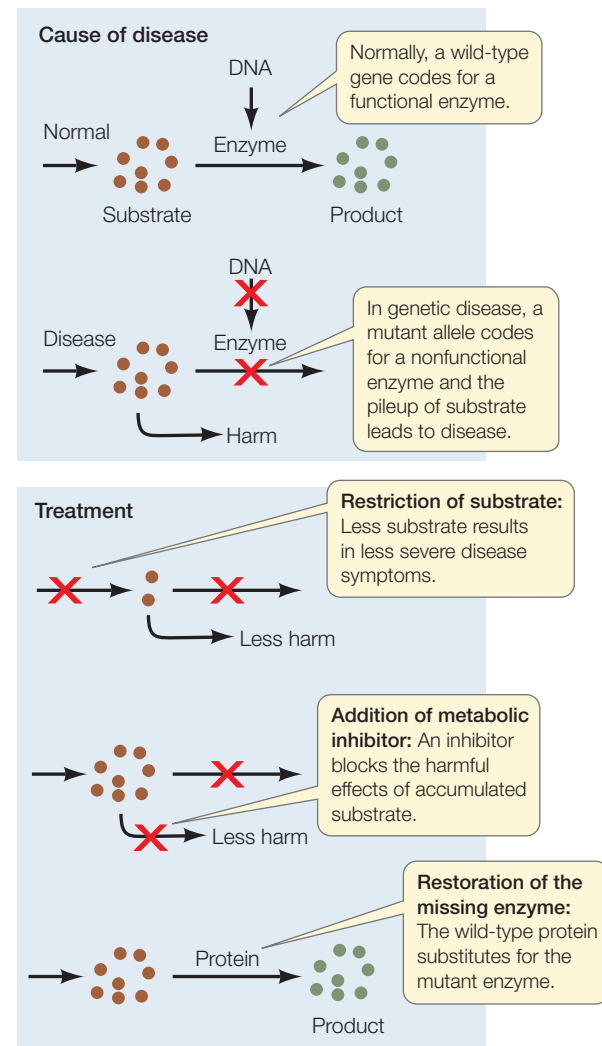 Cause of disease
Normally, a wild-type
gene codes for a
functional enzyme.
DNA
Normal
Enzyme
Substrate
Product
DNA
Disease
Enzyme
In genetic disease, a
mutant allele codes
for a nonfunctional
enzyme and the
pileup of substrate
leads to disease.
Harm
Treatment
Restriction of substrate:
Less substrate results
in less severe disease
symptoms.
Less harm
Addition of metabolic
inhibitor: An inhibitor
blocks the harmful
effects of accumulated
substrate.
Less harm
Restoration of the
missing enzyme:
The wild-type protein
substitutes for the
mutant enzyme.
Protein
Product